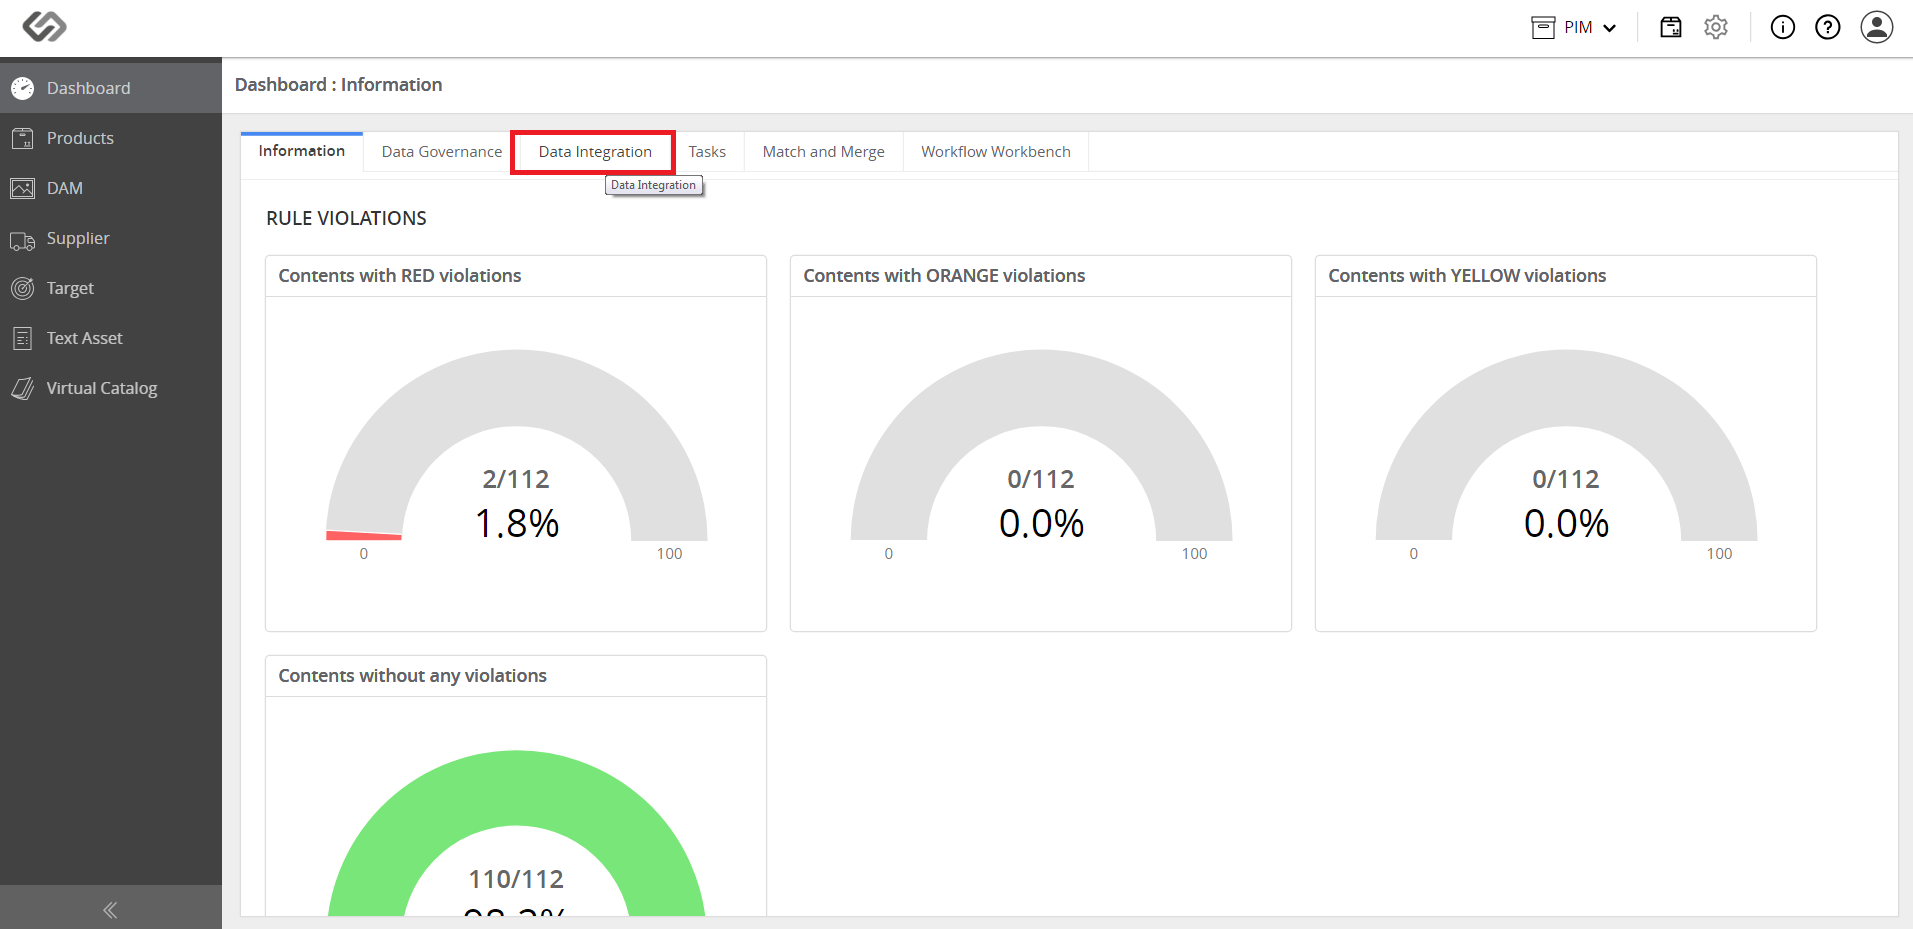 PIM
Dashboard
Products
DAM
Supplier
Target
Text Asset
Virtual Catalog
Dashboard : Information
Information Data Governance Data Integration Tasks Match and Merge Workflow Workbench
Data Integration
RULE VIOLATIONS
Contents with RED violations
2/112
1.8%
0 100
Contents with ORANGE violations
0/112
0.0%
0 100
Contents with YELLOW violations
0/112
0.0%
0 100
Contents without any violations
110/112
98.2%